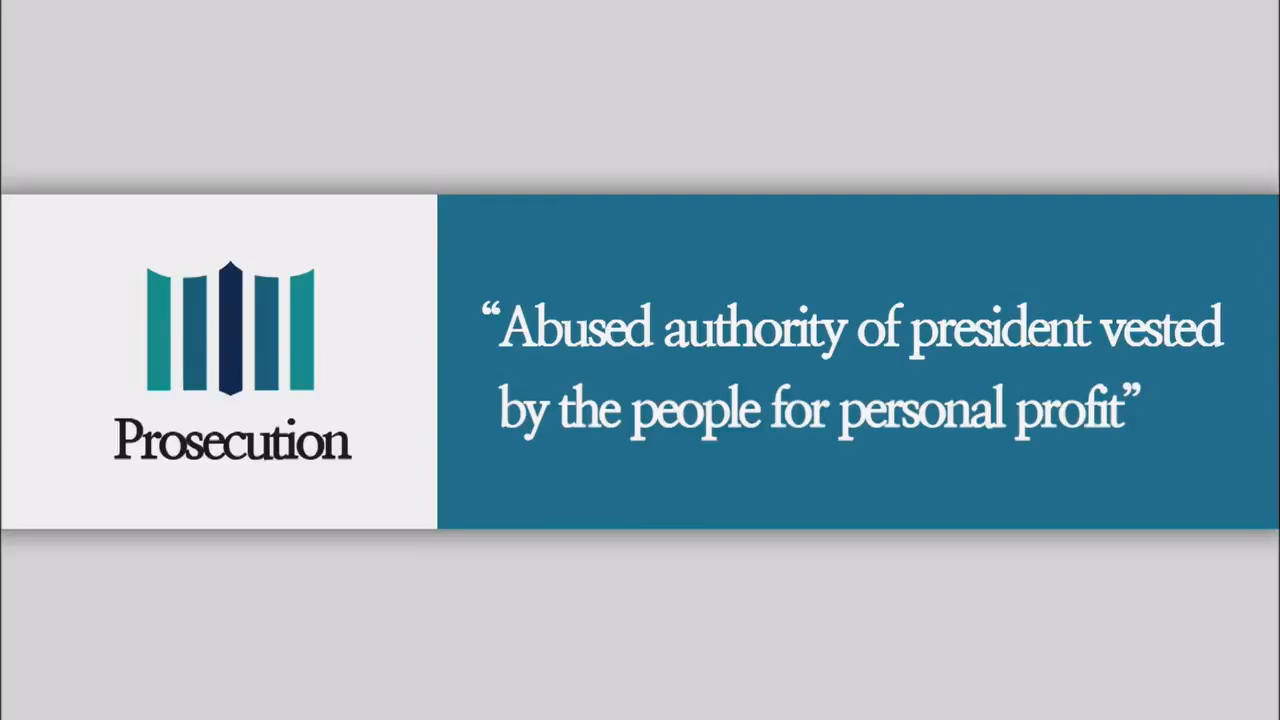 Prosecution
“Abused authority of president vested
by the people for personal profit”